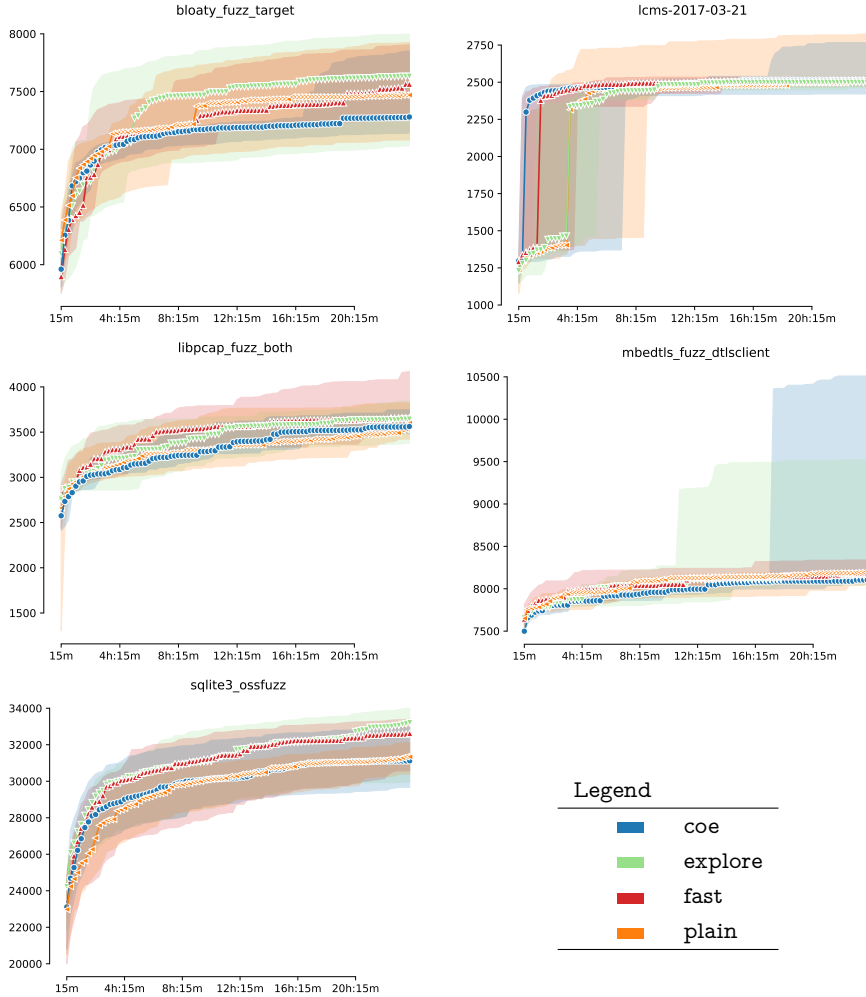 bloaty_fuzz_target
8000
7500
7000
6500
6000
15m 4h:15m 8h:15m 12h:15m 16h:15m 20h:15m
lcms-2017-03-21
2750
2500
2250
2000
1750
1500
1250
1000
15m 4h:15m 8h:15m 12h:15m 16h:15m 20h:15m
libpcap_fuzz_both
4000
3500
3000
2500
2000
1500
15m 4h:15m 8h:15m 12h:15m 16h:15m 20h:15m
mbedtls_fuzz_dtlsclient
10500
10000
9500
9000
8500
8000
7500
15m 4h:15m 8h:15m 12h:15m 16h:15m 20h:15m
sqlite3_ossfuzz
34000
32000
30000
28000
26000
24000
22000
20000
15m 4h:15m 8h:15m 12h:15m 16h:15m 20h:15m
Legend
coe
explore
fast
plain